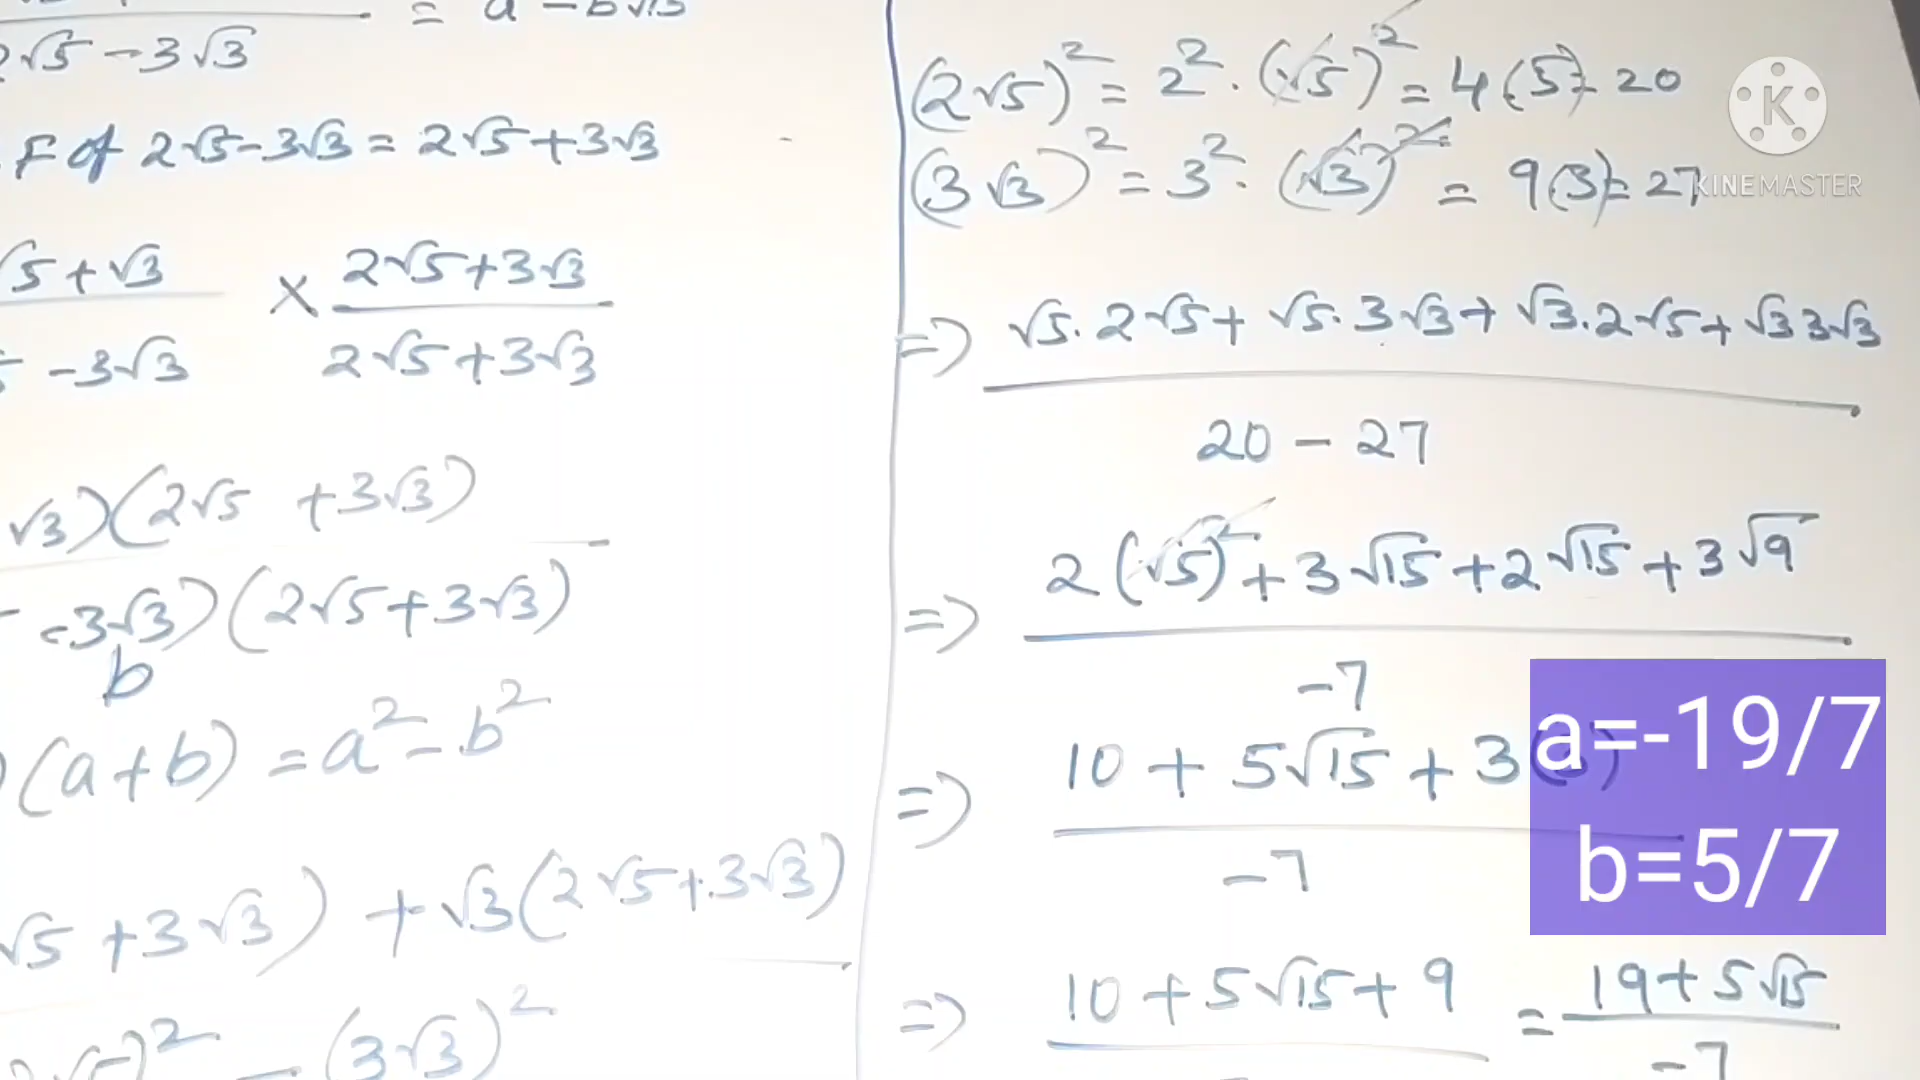 = a - b√15
2√5 - 3√3
F of 2√5 - 3√3 = 2√5 + 3√3
√5 + √3 × 2√5 + 3√3
- 3√3 2√5 + 3√3
√3)(2√5 + 3√3)
- 3√3)(2√5 + 3√3)
b
)(a + b) = a² - b²
√5 + 3√3) + √3(2√5 + 3√3)
)² - (3√3)²
(2√5)² = 2² · (√5)² = 4(5) = 20
(3√3)² = 3² · (√3)² = 9(3) = 27
K
KINEMASTER
=> √5 · 2√5 + √5 · 3√3 + √3 · 2√5 + √3 3√3
20 - 27
=> 2(√5)² + 3√15 + 2√15 + 3√9
-7
=> 10 + 5√15 + 3
-7
a=-19/7
b=5/7
=> 10 + 5√15 + 9 = 19 + 5√15
-7